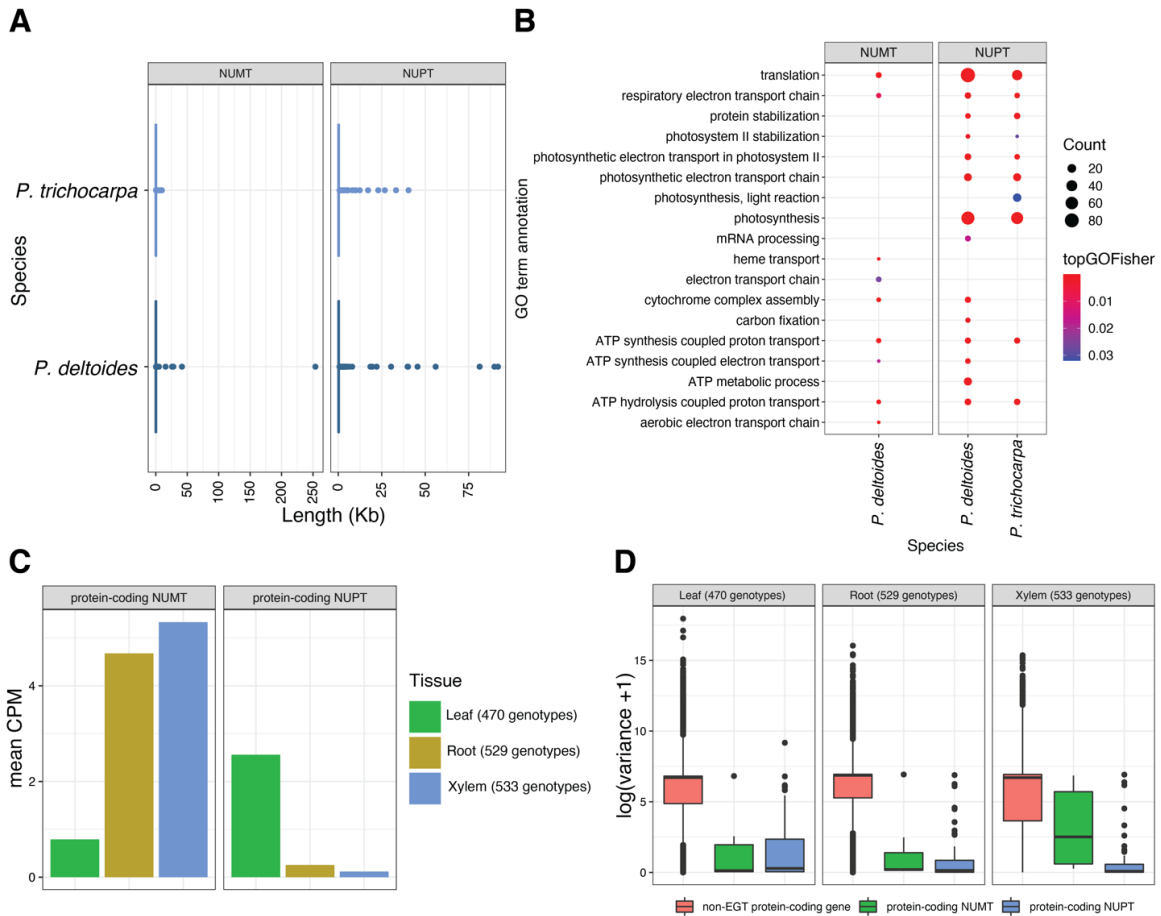 A
NUMT
NUPT
P. trichocarpa
P. deltoides
Species
0
50
100
150
200
250
0
25
50
75
Length (Kb)
B
NUMT
NUPT
translation
respiratory electron transport chain
protein stabilization
photosystem II stabilization
photosynthetic electron transport in photosystem II
photosynthetic electron transport chain
photosynthesis, light reaction
photosynthesis
mRNA processing
heme transport
electron transport chain
cytochrome complex assembly
carbon fixation
ATP synthesis coupled proton transport
ATP synthesis coupled electron transport
ATP metabolic process
ATP hydrolysis coupled proton transport
aerobic electron transport chain
GO term annotation
P. deltoides
P. deltoides
P. trichocarpa
Species
Count
20
40
60
80
topGOFisher
0.01
0.02
0.03
C
protein-coding NUMT
protein-coding NUPT
mean CPM
4
2
0
Tissue
Leaf (470 genotypes)
Root (529 genotypes)
Xylem (533 genotypes)
D
Leaf (470 genotypes)
Root (529 genotypes)
Xylem (533 genotypes)
log(variance +1)
15
10
5
0
non-EGT protein-coding gene
protein-coding NUMT
protein-coding NUPT